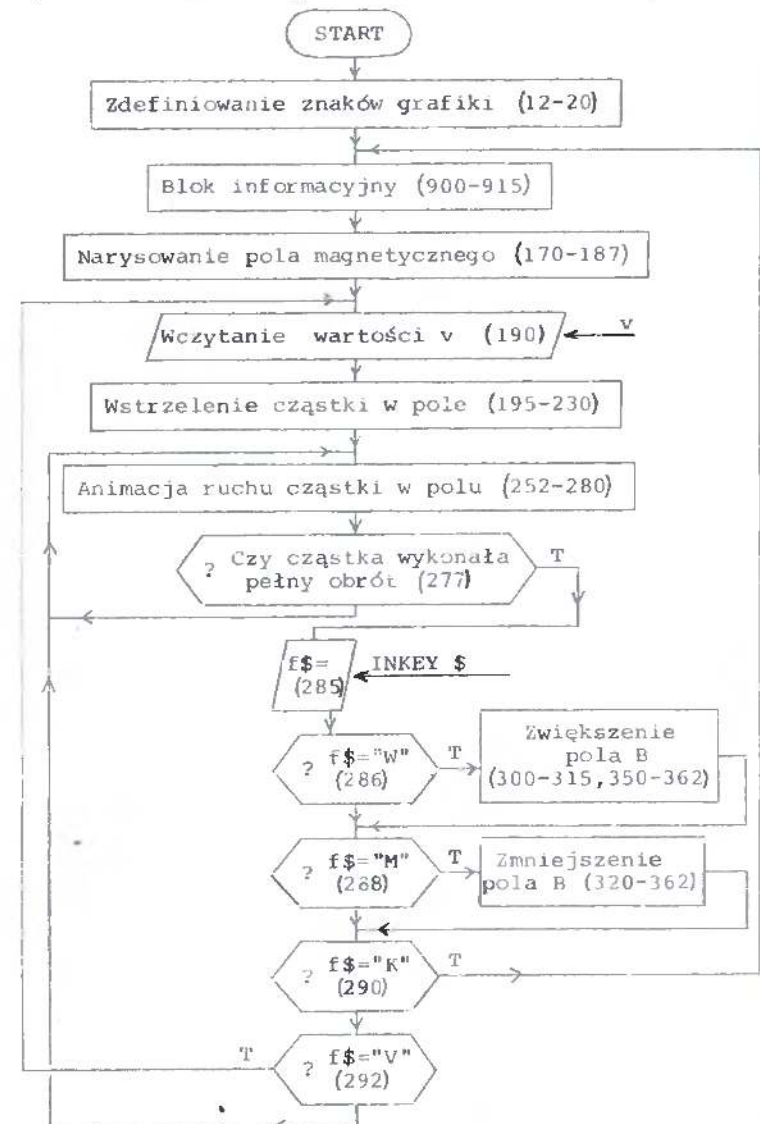 START
Zdefiniowanie znaków grafiki (12-20)
Blok informacyjny (900-915)
Narysowanie pola magnetycznego (170-187)
Wczytanie wartości v (190)
v
Wstrzelenie cząstki w pole (195-230)
Animacja ruchu cząstki w polu (252-280)
? Czy cząstka wykonała
pełny obrót (277)
T
f$=
(285)
INKEY $
? f$="W"
(286)
T
Zwiększenie
pola B
(300-315,350-362)
? f$="M"
(288)
T
Zmniejszenie
pola B (320-362)
? f$="K"
(290)
T
T
? f$="V"
(292)